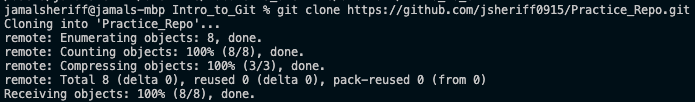 jamalsheriff@jamals-mbp Intro_to_Git % git clone https://github.com/jsheriff0915/Practice_Repo.git
Cloning into 'Practice_Repo'...
remote: Enumerating objects: 8, done.
remote: Counting objects: 100% (8/8), done.
remote: Compressing objects: 100% (3/3), done.
remote: Total 8 (delta 0), reused 0 (delta 0), pack-reused 0 (from 0)
Receiving objects: 100% (8/8), done.